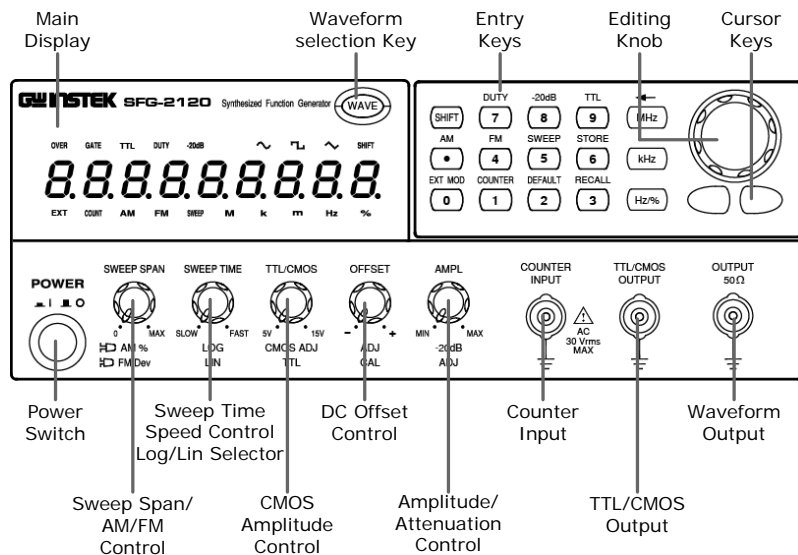 Main Display
Waveform selection Key
Entry Keys
Editing Knob
Cursor Keys
GW INSTEK SFG-2120 Synthesized Function Generator
WAVE
OVER GATE TTL DUTY -20dB SHIFT
8.8.8.8.8.8.8.8.8.
EXT COUNT AM FM SWEEP M k m Hz %
DUTY -20dB TTL
SHIFT 7 8 9 MHz
AM FM SWEEP STORE
• 4 5 6 kHz
EXT MOD COUNTER DEFAULT RECALL
0 1 2 3 Hz/%
POWER
SWEEP SPAN SWEEP TIME TTL/CMOS OFFSET AMPL
0 MAX SLOW FAST 5V 15V - + MIN MAX
AM % LOG CMOS ADJ ADJ -20dB
FM Dev LIN TTL CAL ADJ
COUNTER INPUT
AC
30 Vrms
MAX
TTL/CMOS OUTPUT
OUTPUT
50Ω
Power Switch
Sweep Time
Speed Control
Log/Lin Selector
DC Offset
Control
Counter
Input
Waveform
Output
Sweep Span/
AM/FM
Control
CMOS
Amplitude
Control
Amplitude/
Attenuation
Control
TTL/CMOS
Output